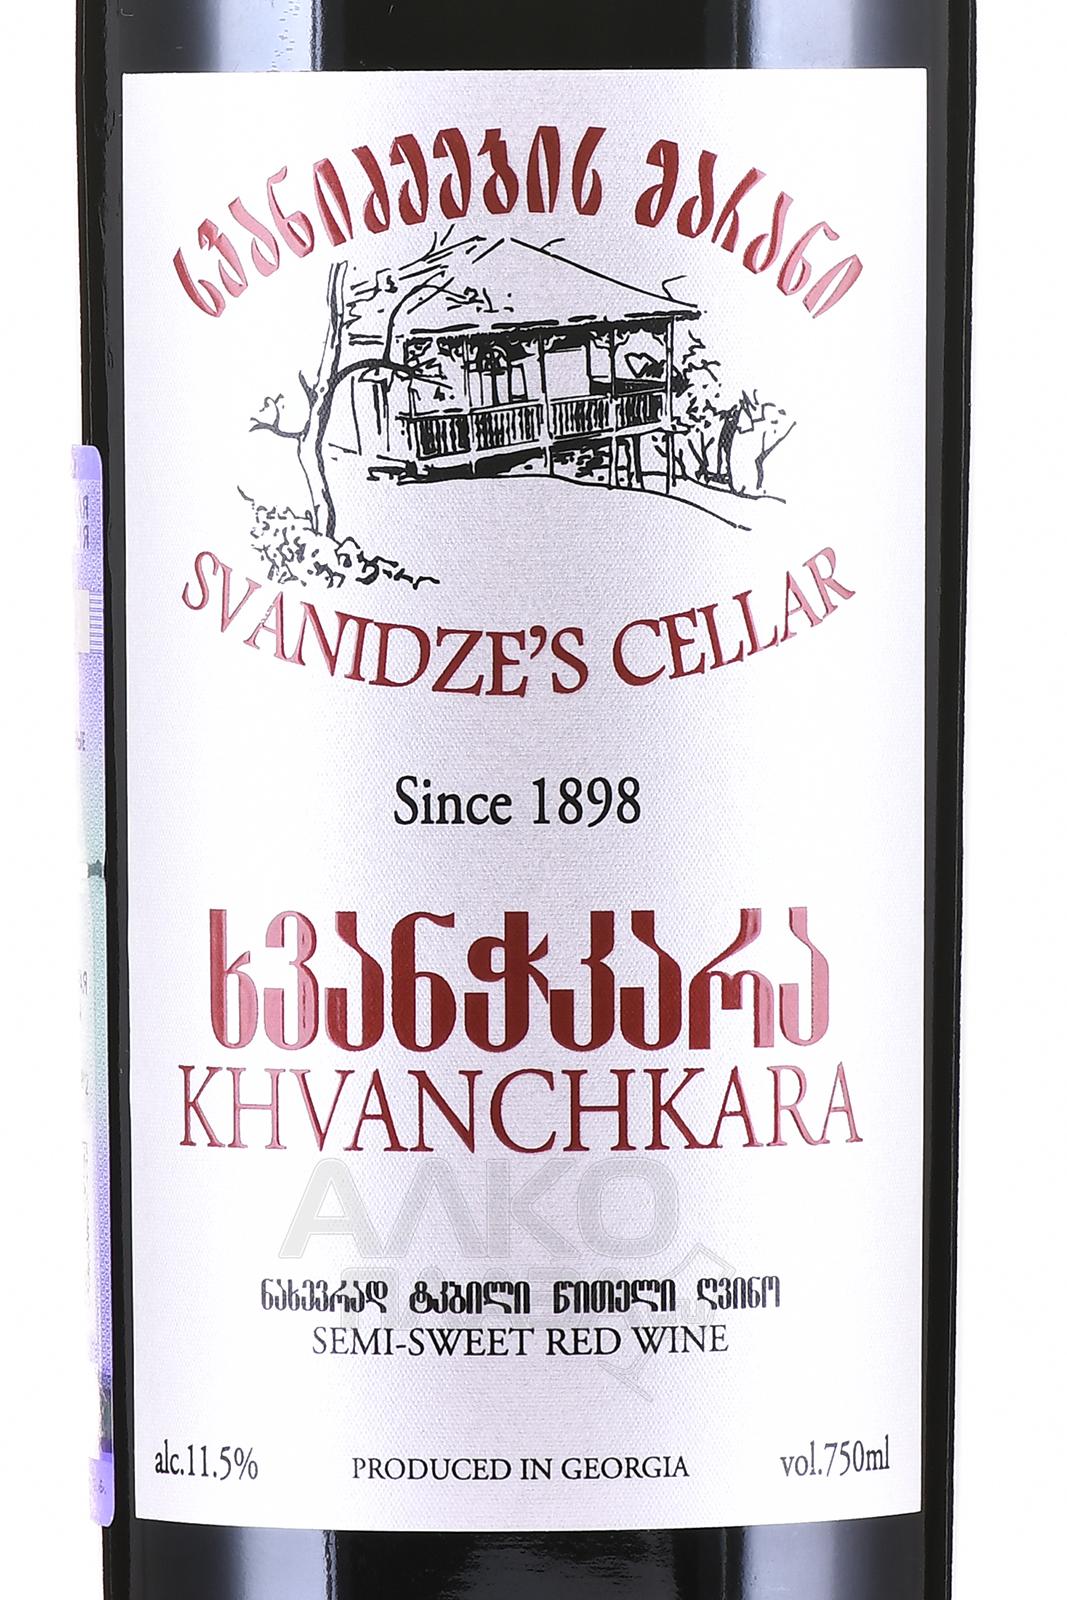 სვანიძეების მარანი
SVANIDZE'S CELLAR
Since 1898
ხვანჭკარა
KHVANCHKARA
АЛКО
ნახევრად ტკბილი წითელი ღვინო
SEMI-SWEET RED WINE
alc.11.5% PRODUCED IN GEORGIA vol.750ml